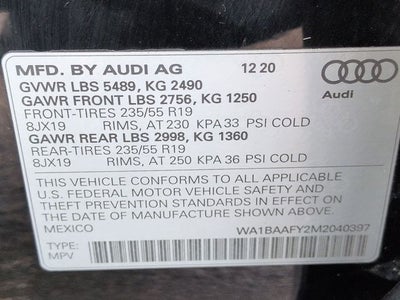 MFD. BY AUDI AG 12 20
GVWR LBS 5489, KG 2490
GAWR FRONT LBS 2756, KG 1250
FRONT-TIRES 235/55 R19
8JX19 RIMS, AT 230 KPA 33 PSI COLD
GAWR REAR LBS 2998, KG 1360
REAR-TIRES 235/55 R19
8JX19 RIMS, AT 250 KPA 36 PSI COLD
Audi
THIS VEHICLE CONFORMS TO ALL APPLICABLE
U.S. FEDERAL MOTOR VEHICLE SAFETY AND
THEFT PREVENTION STANDARDS IN EFFECT ON
THE DATE OF MANUFACTURE SHOWN ABOVE.
MEXICO WA1BAAFY2M2040397
TYPE:
MPV